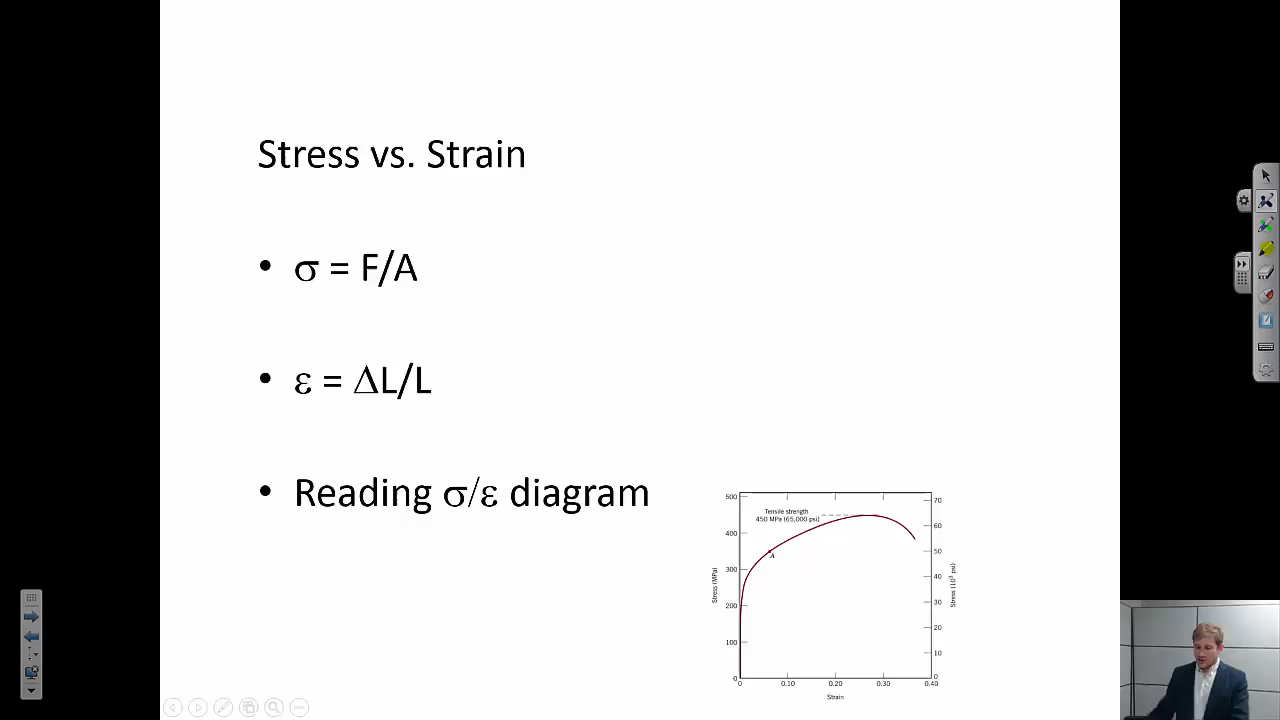 Stress vs. Strain
• σ = F/A
• ε = ΔL/L
• Reading σ/ε diagram
Tensile strength
450 MPa (65,000 psi)
A
500
400
300
200
100
0
Stress (MPa)
70
60
50
40
30
20
10
0
Stress (10³ psi)
0 0.10 0.20 0.30 0.40
Strain